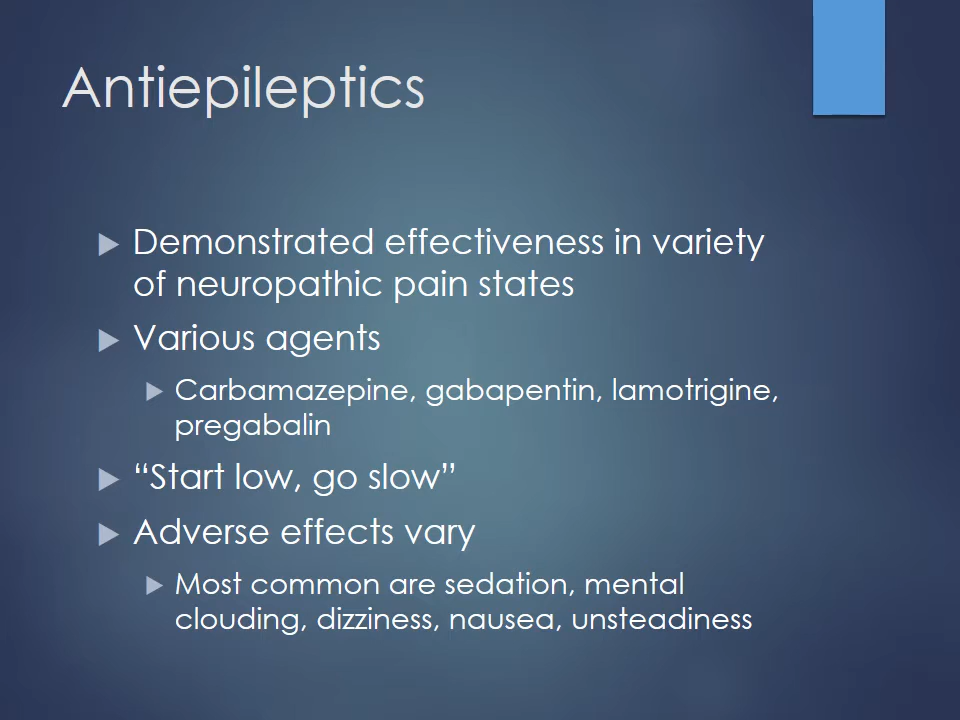 Antiepileptics
Demonstrated effectiveness in variety
of neuropathic pain states
Various agents
Carbamazepine, gabapentin, lamotrigine,
pregabalin
“Start low, go slow”
Adverse effects vary
Most common are sedation, mental
clouding, dizziness, nausea, unsteadiness